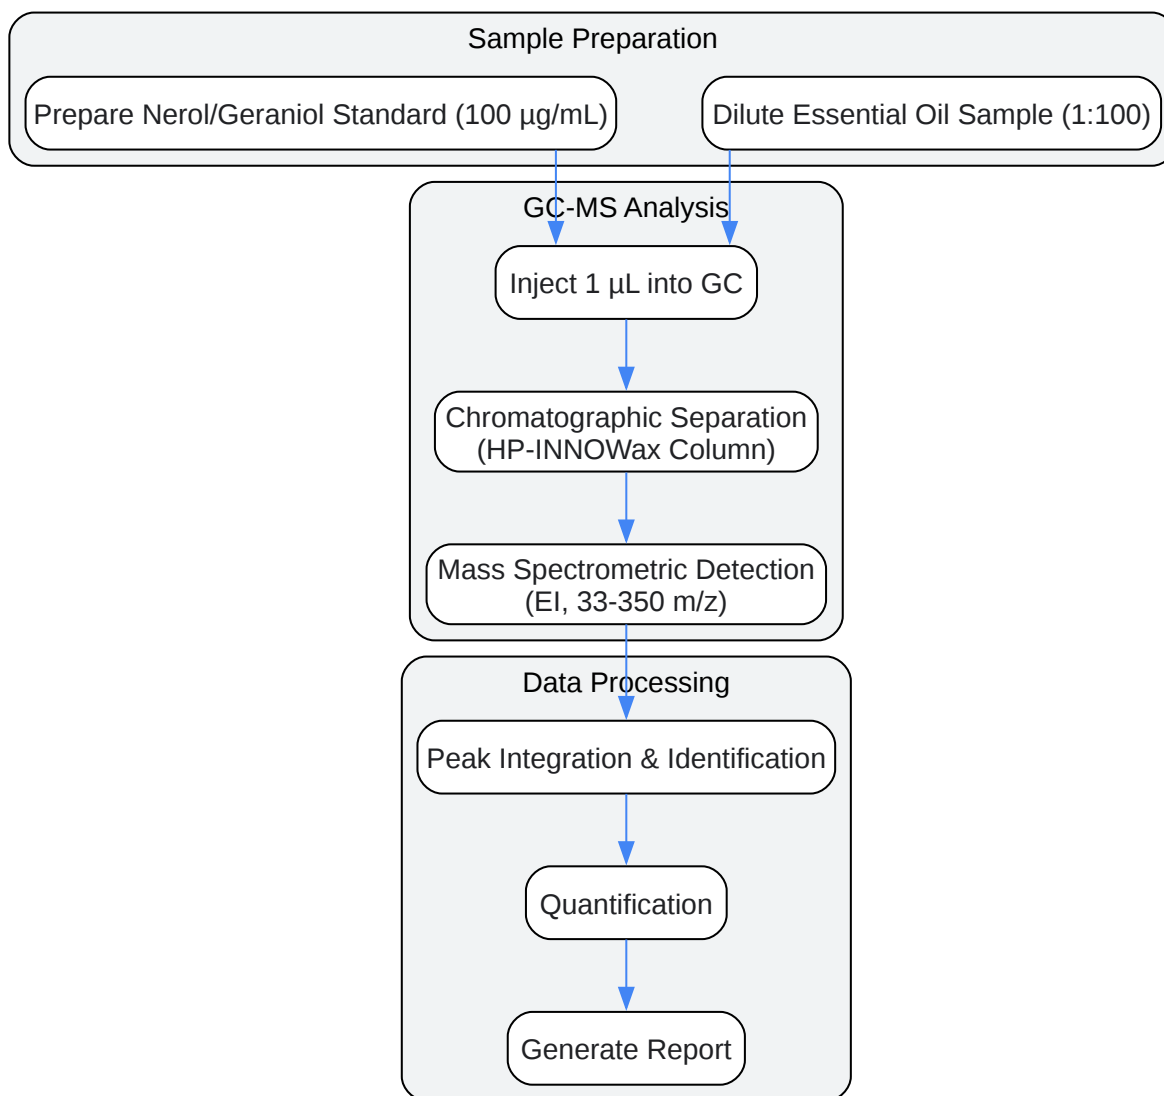 Sample Preparation
Prepare Nerol/Geraniol Standard (100 µg/mL)
Dilute Essential Oil Sample (1:100)
GC-MS Analysis
Inject 1 µL into GC
Chromatographic Separation
(HP-INNOWax Column)
Mass Spectrometric Detection
(EI, 33-350 m/z)
Data Processing
Peak Integration & Identification
Quantification
Generate Report